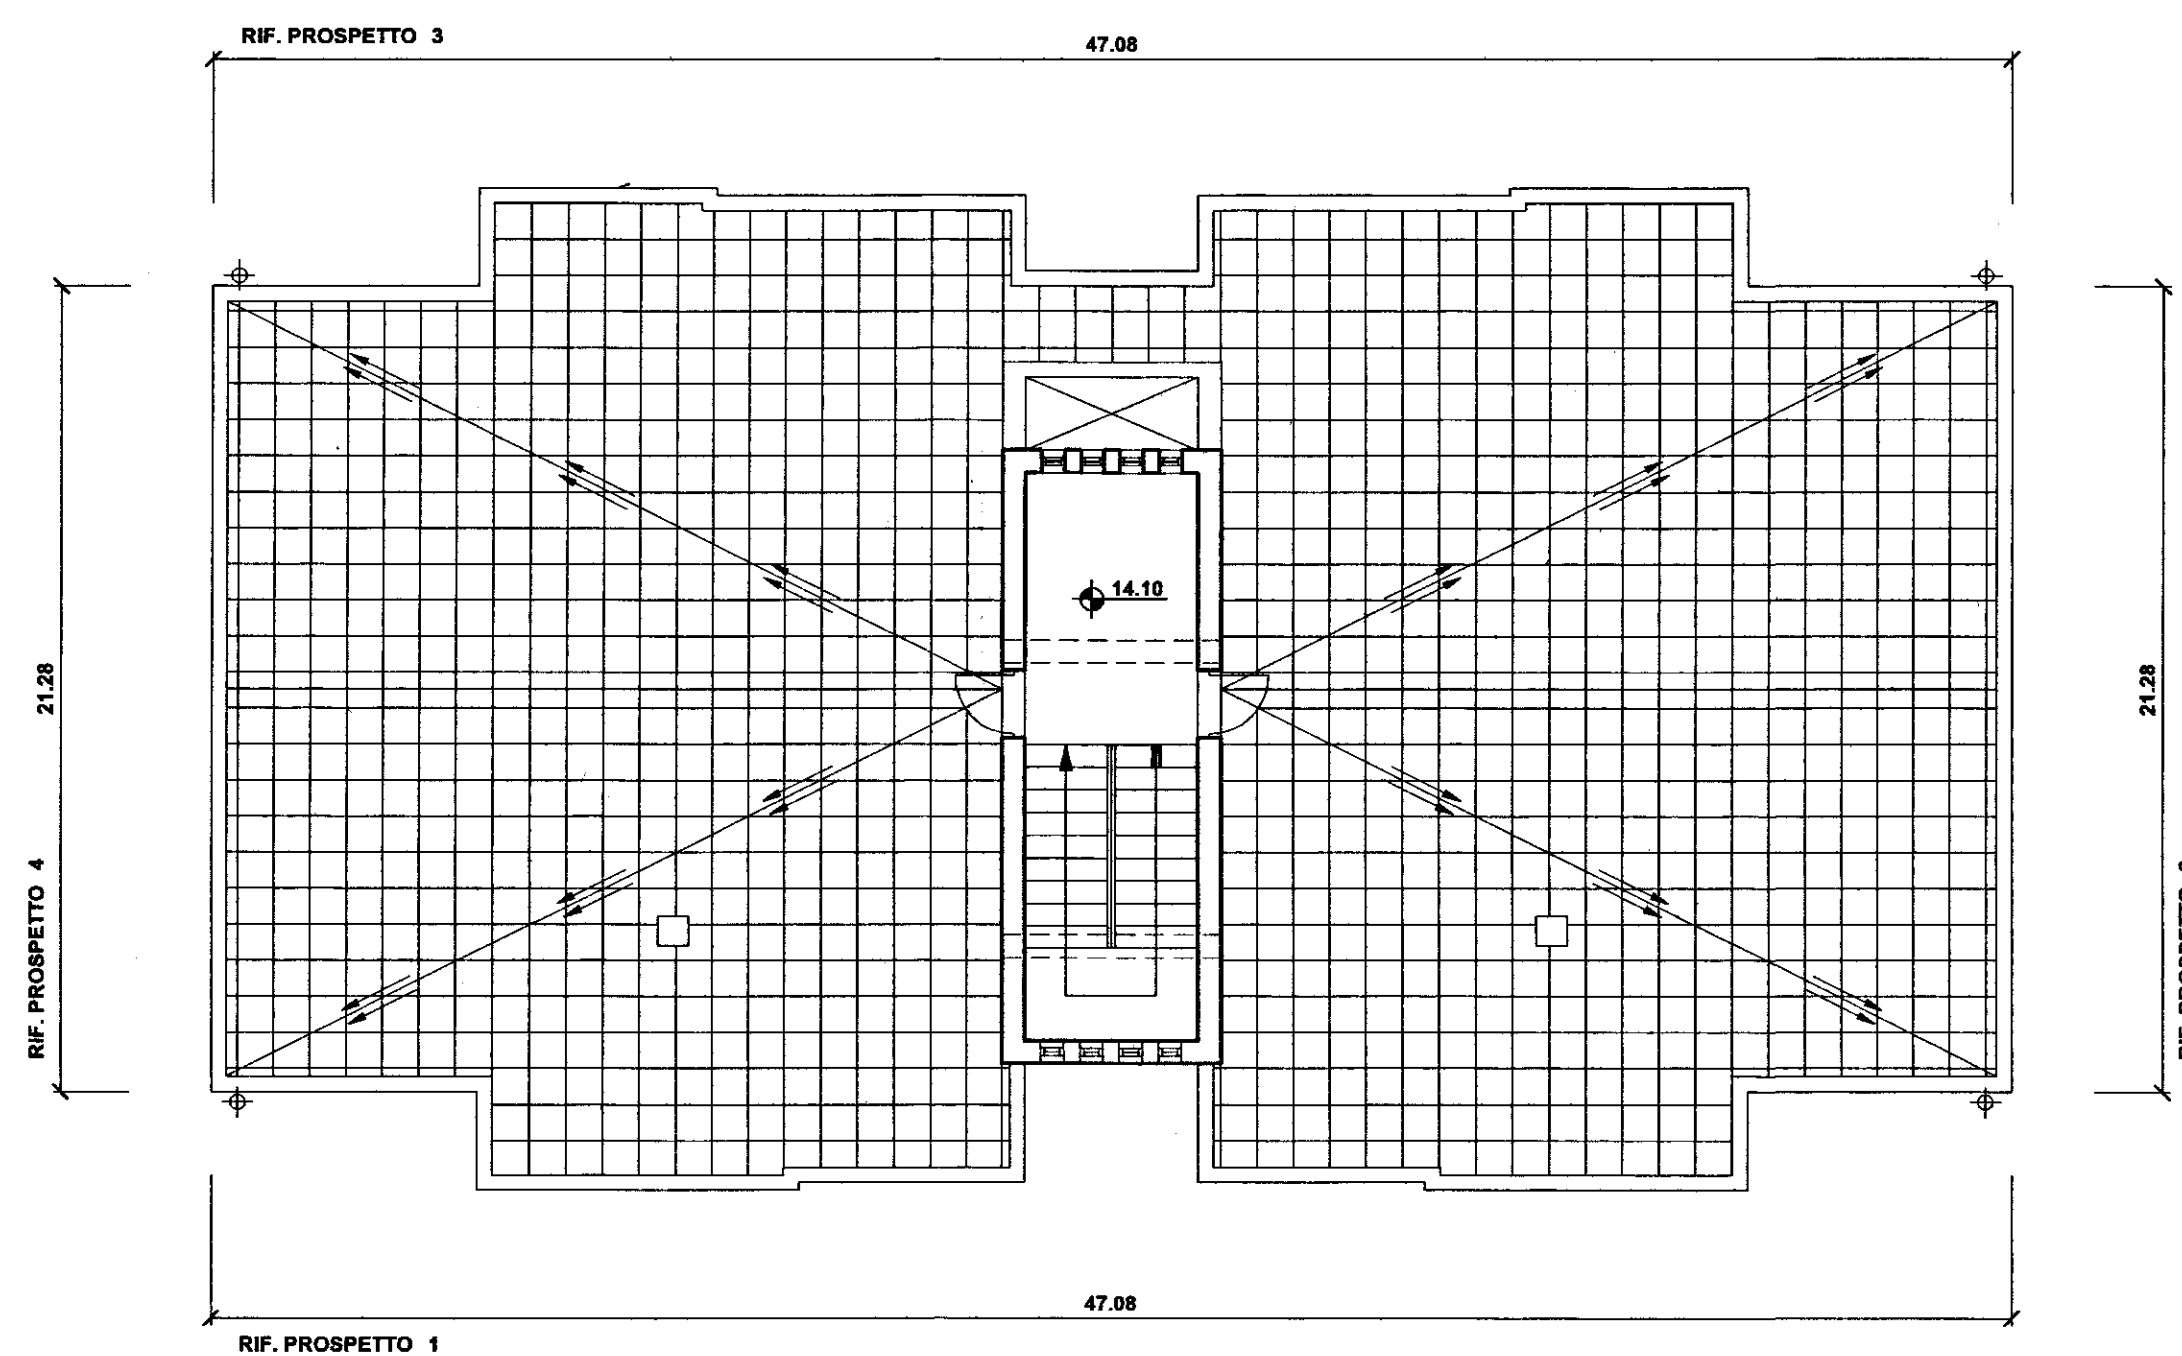 RIF. PROSPETTO 3
47.08
14.10
21.28
21.28
RIF. PROSPETTO 4
47.08
RIF. PROSPETTO 1